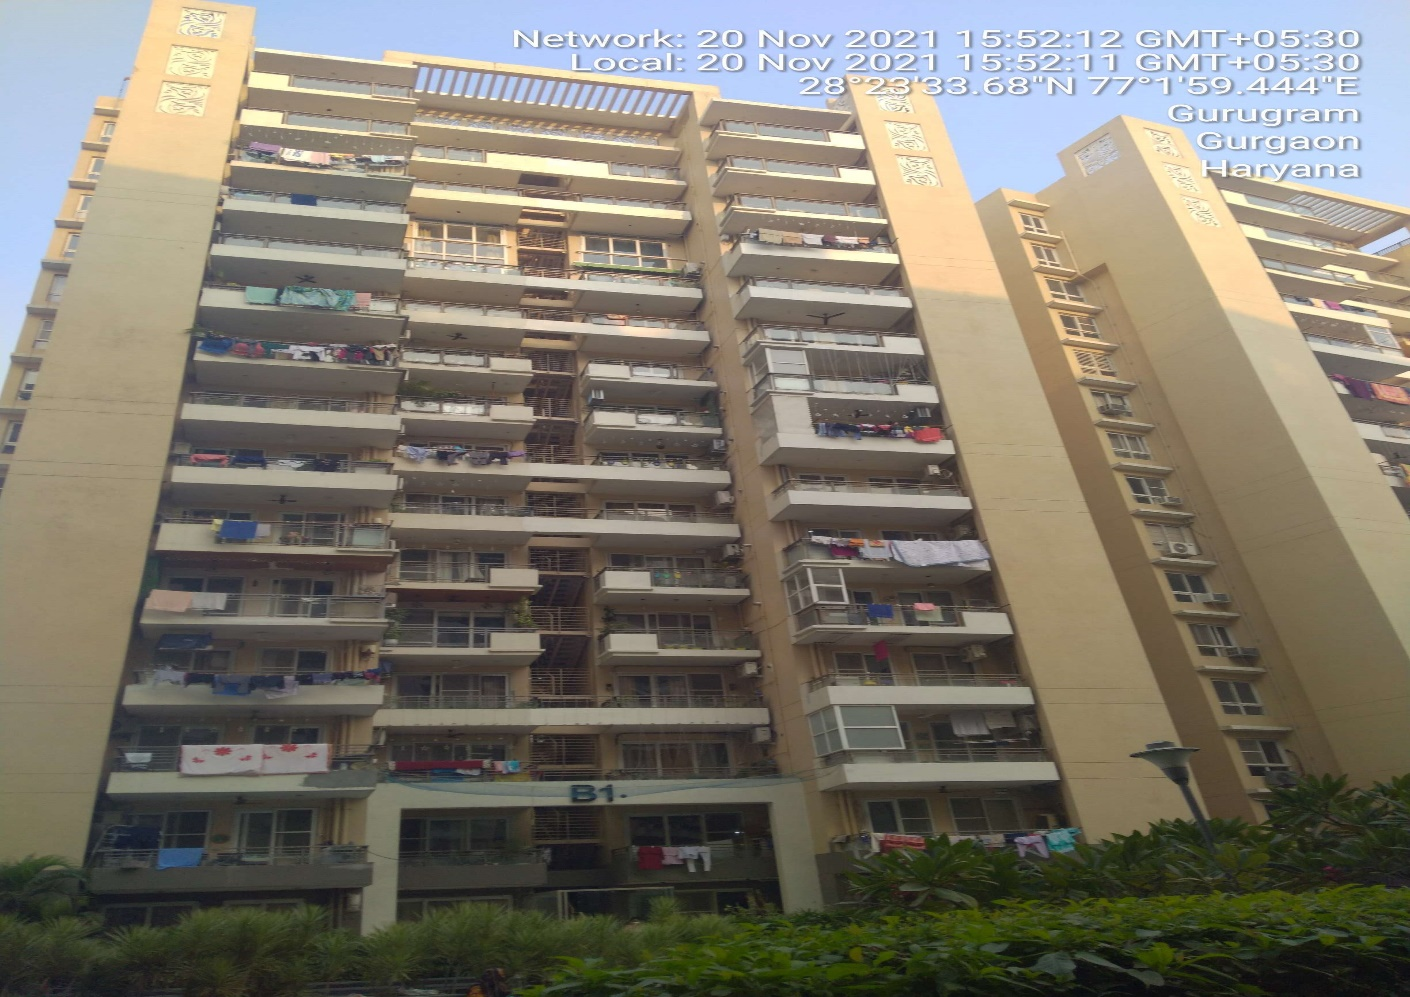 Network: 20 Nov 2021 15:52:12 GMT+05:30
Local: 20 Nov 2021 15:52:11 GMT+05:30
28°23'33.68"N 77°1'59.444"E
Gurugram
Gurgaon
Haryana
B1.